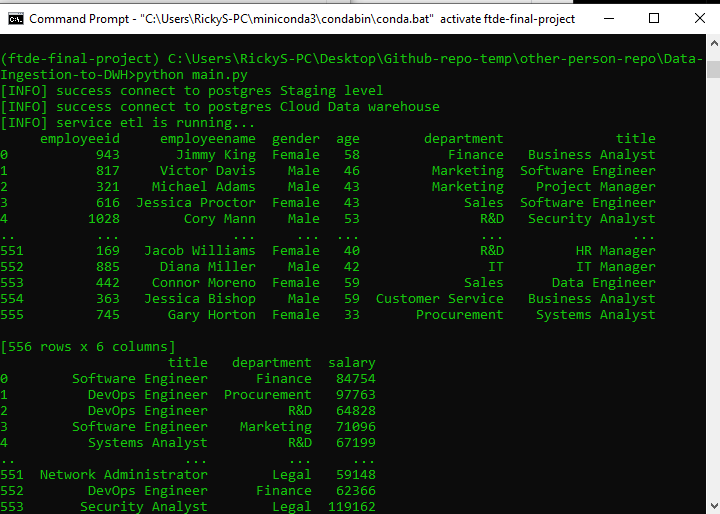 Command Prompt - "C:\Users\RickyS-PC\miniconda3\condabin\conda.bat" activate ftde-final-project
(ftde-final-project) C:\Users\RickyS-PC\Desktop\Github-repo-temp\other-person-repo\Data-
Ingestion-to-DWH>python main.py
[INFO] success connect to postgres Staging level
[INFO] success connect to postgres Cloud Data warehouse
[INFO] service etl is running...
     employeeid     employeename  gender  age        department              title
0           943       Jimmy King  Female   58           Finance   Business Analyst
1           817     Victor Davis    Male   46         Marketing  Software Engineer
2           321    Michael Adams    Male   43         Marketing    Project Manager
3           616  Jessica Proctor  Female   43             Sales  Software Engineer
4          1028        Cory Mann    Male   53               R&D   Security Analyst
..          ...              ...     ...  ...               ...                ...
551         169   Jacob Williams  Female   40               R&D         HR Manager
552         885     Diana Miller    Male   42                IT         IT Manager
553         442    Connor Moreno  Female   59             Sales      Data Engineer
554         363   Jessica Bishop    Male   59  Customer Service   Business Analyst
555         745      Gary Horton  Female   33       Procurement    Systems Analyst
[556 rows x 6 columns]
                     title   department  salary
0        Software Engineer      Finance   84754
1          DevOps Engineer  Procurement   97763
2          DevOps Engineer          R&D   64828
3        Software Engineer    Marketing   71096
4          Systems Analyst          R&D   67199
..                     ...          ...     ...
551  Network Administrator        Legal   59148
552        DevOps Engineer      Finance   62366
553       Security Analyst        Legal  119162